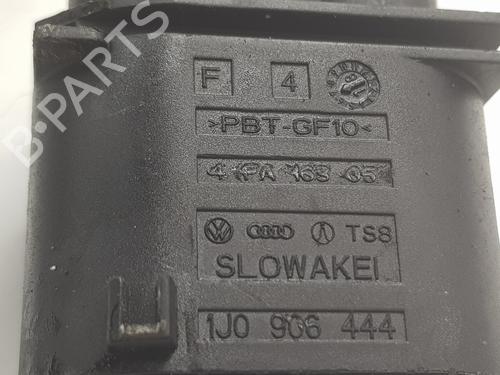 F 4
>PBT-GF10<
4 PA 163 05
TS8
SLOWAKEI
1J0 906 444
B-PARTS